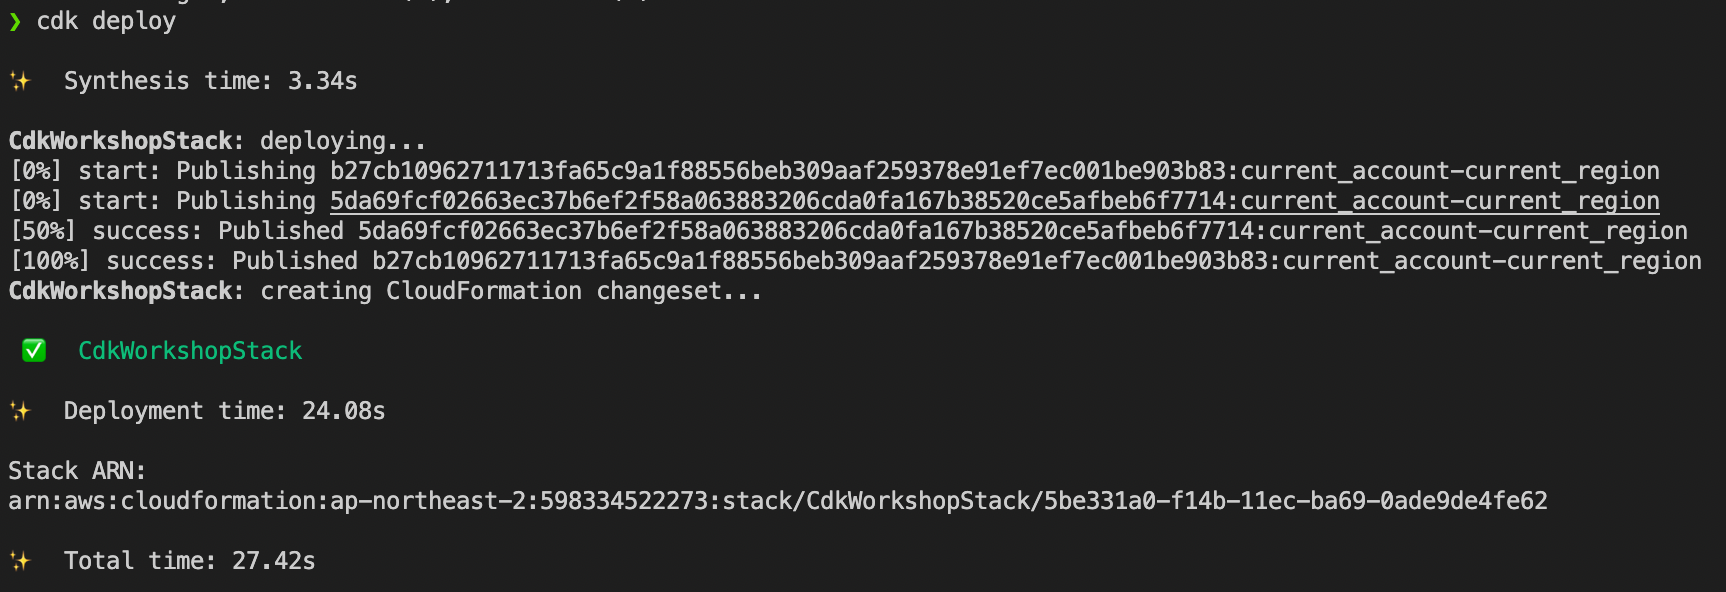 ❯ cdk deploy
✨  Synthesis time: 3.34s
CdkWorkshopStack: deploying...
[0%] start: Publishing b27cb10962711713fa65c9a1f88556beb309aaf259378e91ef7ec001be903b83:current_account-current_region
[0%] start: Publishing 5da69fcf02663ec37b6ef2f58a063883206cda0fa167b38520ce5afbeb6f7714:current_account-current_region
[50%] success: Published 5da69fcf02663ec37b6ef2f58a063883206cda0fa167b38520ce5afbeb6f7714:current_account-current_region
[100%] success: Published b27cb10962711713fa65c9a1f88556beb309aaf259378e91ef7ec001be903b83:current_account-current_region
CdkWorkshopStack: creating CloudFormation changeset...
✅  CdkWorkshopStack
✨  Deployment time: 24.08s
Stack ARN:
arn:aws:cloudformation:ap-northeast-2:598334522273:stack/CdkWorkshopStack/5be331a0-f14b-11ec-ba69-0ade9de4fe62
✨  Total time: 27.42s